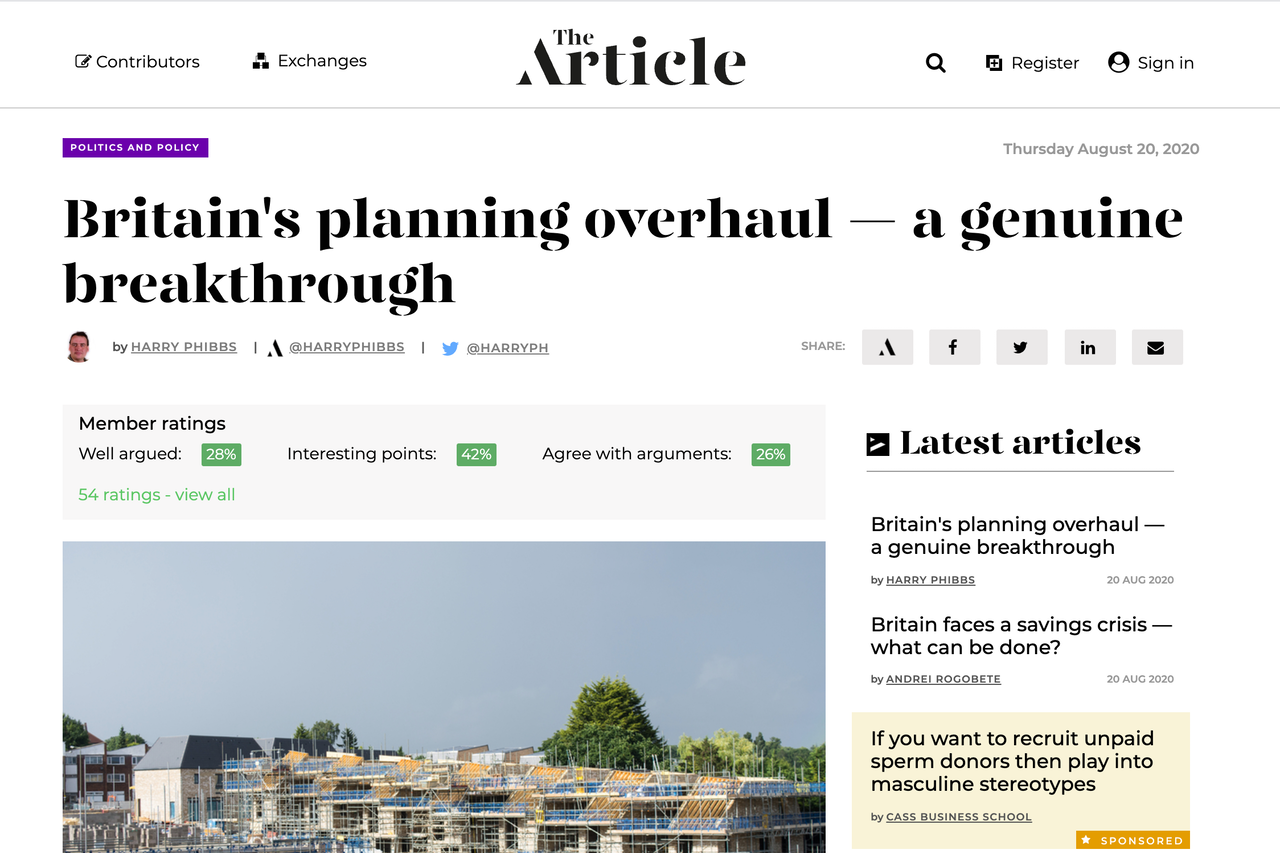 Contributors
Exchanges
The
Article
Register
Sign in
POLITICS AND POLICY
Thursday August 20, 2020
Britain's planning overhaul — a genuine
breakthrough
by HARRY PHIBBS | @HARRYPHIBBS | @HARRYPH
SHARE:
Member ratings
Well argued: 28% Interesting points: 42% Agree with arguments: 26%
54 ratings - view all
Latest articles
Britain's planning overhaul —
a genuine breakthrough
by HARRY PHIBBS 20 AUG 2020
Britain faces a savings crisis —
what can be done?
by ANDREI ROGOBETE 20 AUG 2020
If you want to recruit unpaid
sperm donors then play into
masculine stereotypes
by CASS BUSINESS SCHOOL
SPONSORED